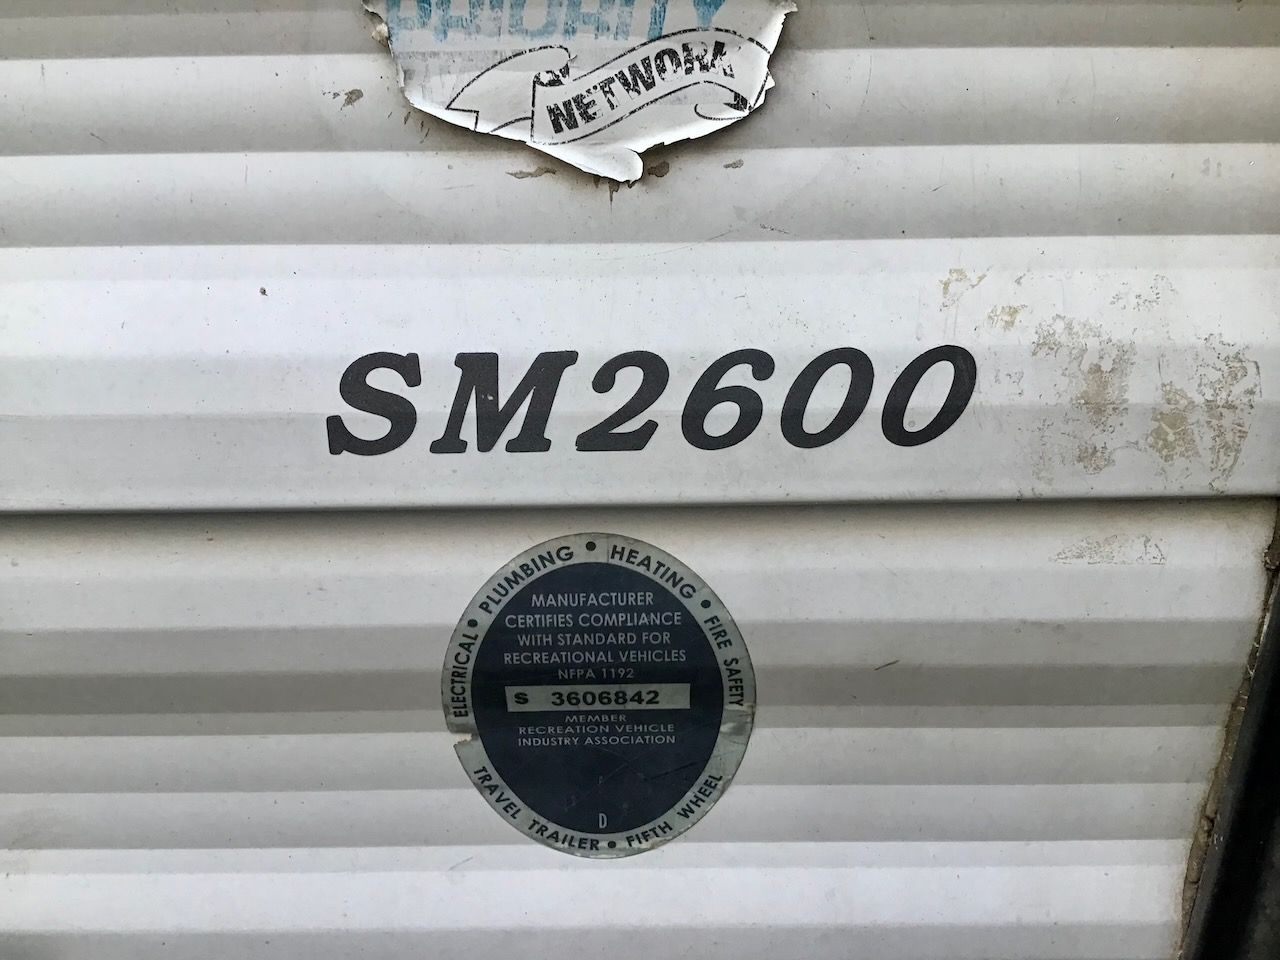 PRIORITY
NETWORK
SM2600
ELECTRICAL • PLUMBING • HEATING • FIRE SAFETY
MANUFACTURER
CERTIFIES COMPLIANCE
WITH STANDARD FOR
RECREATIONAL VEHICLES
NFPA 1192
S 3606842
MEMBER
RECREATION VEHICLE
INDUSTRY ASSOCIATION
D
TRAVEL TRAILER • FIFTH WHEEL